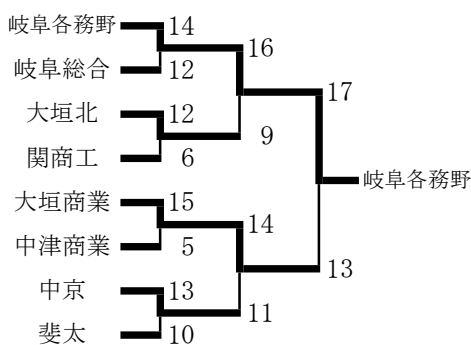 岐阜各務野 14
16
岐阜総合 12
17
大垣北 12
9
関商工 6
岐阜各務野
大垣商業 15
14
中津商業 5
13
中京 13
11
斐太 10